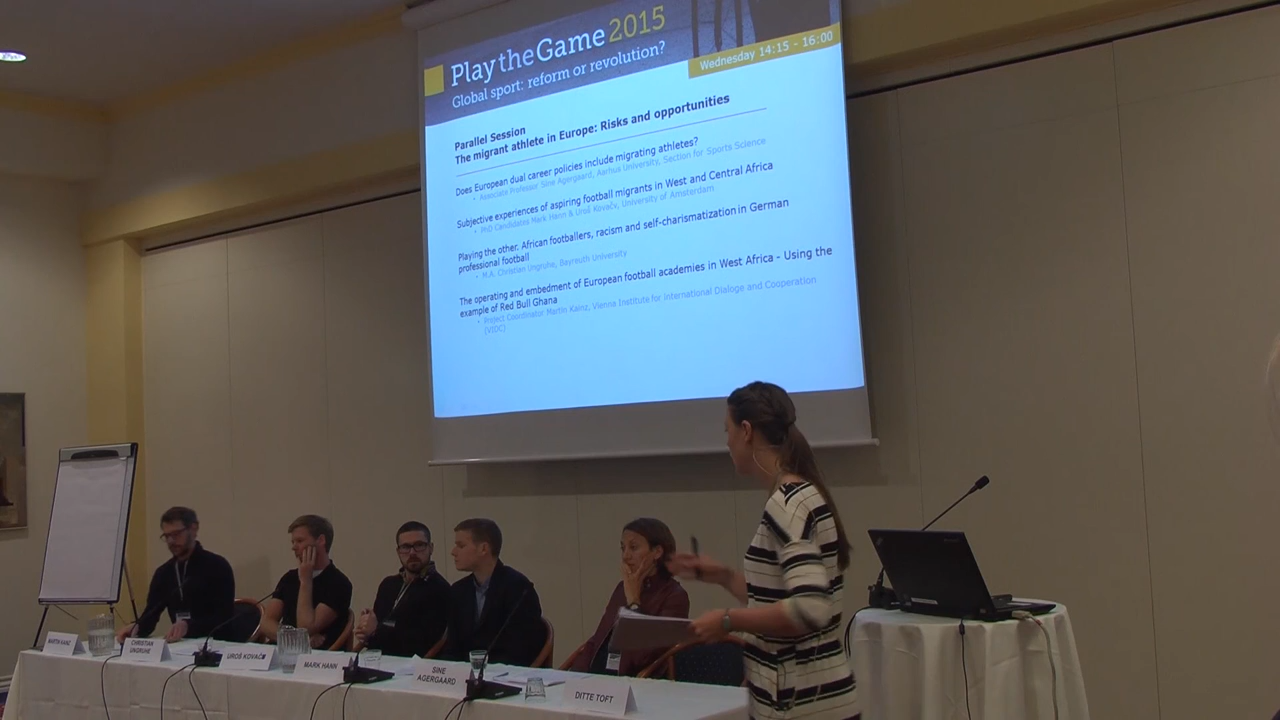 Play the Game 2015
Global sport: reform or revolution?
Wednesday 14:15 - 16:00
Parallel Session
The migrant athlete in Europe: Risks and opportunities
Does European dual career policies include migrating athletes?
• Associate Professor Sine Agergaard, Aarhus University, Section for Sports Science
Subjective experiences of aspiring football migrants in West and Central Africa
• PhD Candidates Mark Hann & Uroš Kovačv, University of Amsterdam
Playing the other. African footballers, racism and self-charismatization in German
professional football
• M.A. Christian Ungruhe, Bayreuth University
The operating and embedment of European football academies in West Africa - Using the
example of Red Bull Ghana
• Project Coordinator Martin Kainz, Vienna Institute for International Dialoge and Cooperation
(VIDC)
MARTIN KAINZ
CHRISTIAN
UNGRUHE
UROŠ KOVAČ
MARK HANN
SINE
AGERGAARD
DITTE TOFT